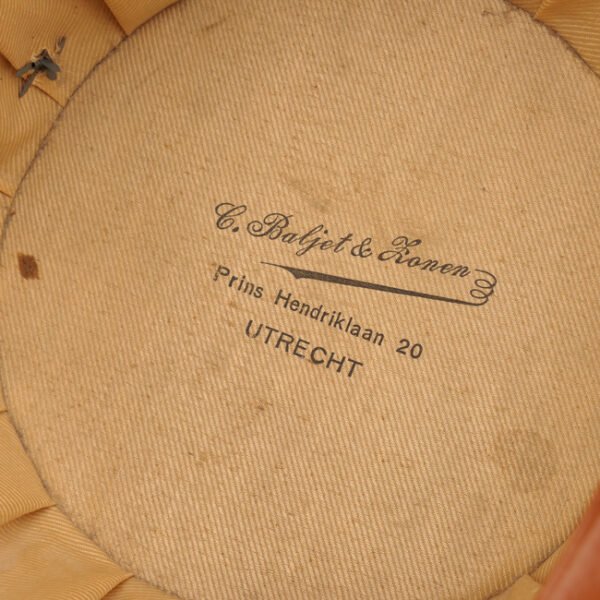 C. Baljet & Zonen
Prins Hendriklaan 20
UTRECHT